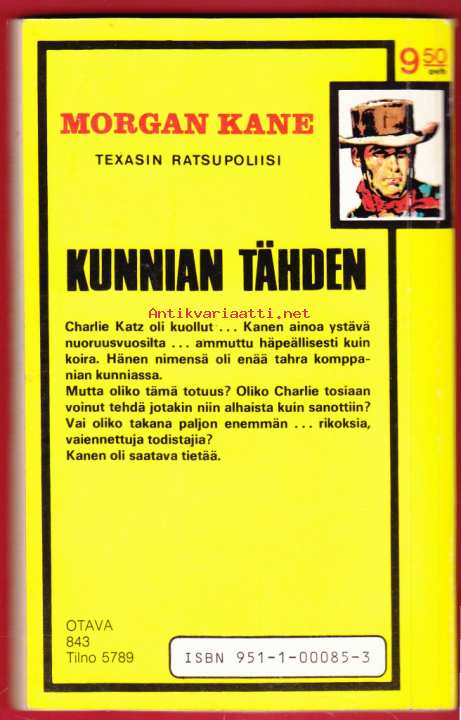 9 50
ovh
MORGAN KANE
TEXASIN RATSUPOLIISI
KUNNIAN TÄHDEN
Antikvariaatti.net
Charlie Katz oli kuollut ... Kanen ainoa ystävä
nuoruusvuosilta ... ammuttu häpeällisesti kuin
koira. Hänen nimensä oli enää tahra komppa-
nian kunniassa.
Mutta oliko tämä totuus? Oliko Charlie tosiaan
voinut tehdä jotakin niin alhaista kuin sanottiin?
Vai oliko takana paljon enemmän ... rikoksia,
vaiennettuja todistajia?
Kanen oli saatava tietää.
OTAVA
843
Tilno 5789
ISBN 951-1-00085-3